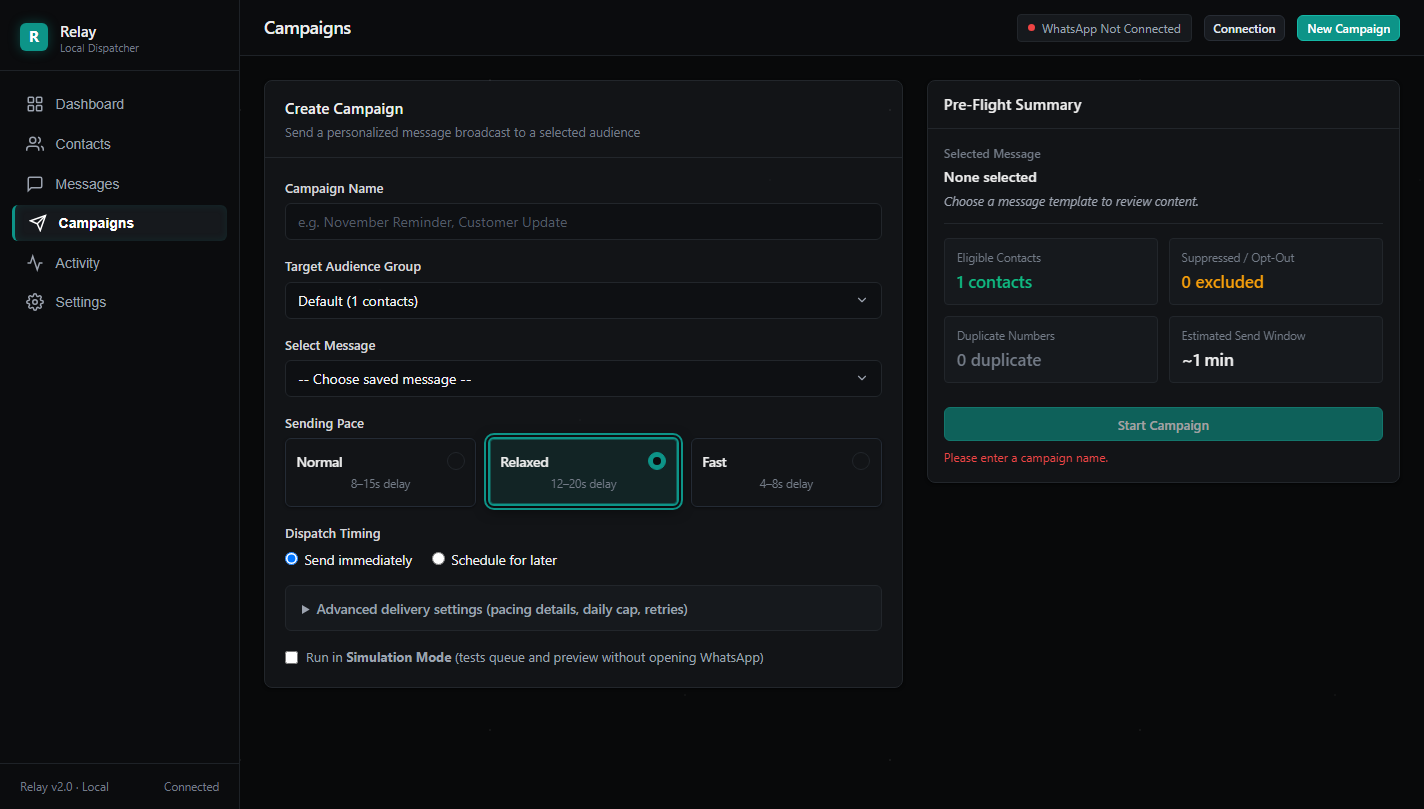 R
Relay
Local Dispatcher
Dashboard
Contacts
Messages
Campaigns
Activity
Settings
Relay v2.0 · Local
Connected
Campaigns
WhatsApp Not Connected
Connection
New Campaign
Create Campaign
Send a personalized message broadcast to a selected audience
Campaign Name
e.g. November Reminder, Customer Update
Target Audience Group
Default (1 contacts)
Select Message
-- Choose saved message --
Sending Pace
Normal
8–15s delay
Relaxed
12–20s delay
Fast
4–8s delay
Dispatch Timing
Send immediately
Schedule for later
Advanced delivery settings (pacing details, daily cap, retries)
Run in Simulation Mode (tests queue and preview without opening WhatsApp)
Pre-Flight Summary
Selected Message
None selected
Choose a message template to review content.
Eligible Contacts
1 contacts
Suppressed / Opt-Out
0 excluded
Duplicate Numbers
0 duplicate
Estimated Send Window
~1 min
Start Campaign
Please enter a campaign name.